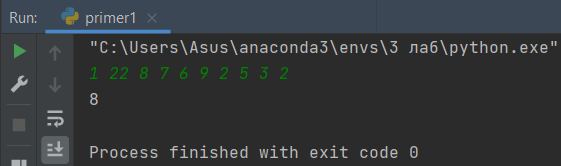 Run: primer1 ×
"C:\Users\Asus\anaconda3\envs\3 лаб\python.exe"
1 22 8 7 6 9 2 5 3 2
8
Process finished with exit code 0